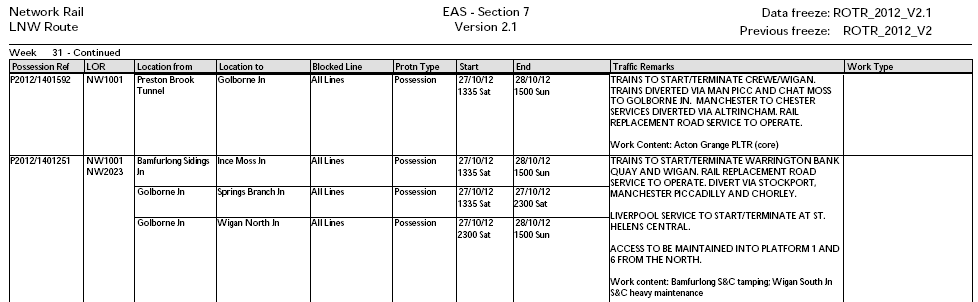 Network Rail EAS - Section 7 Data freeze: ROTR_2012_V2.1
LNW Route Version 2.1 Previous freeze: ROTR_2012_V2
Week 31 - Continued
Possession Ref LOR Location from Location to Blocked Line Protn Type Start End Traffic Remarks Work Type
P2012/1401592 NW1001 Preston Brook Golborne Jn All Lines Possession 27/10/12 28/10/12 TRAINS TO START/TERMINATE CREWE/WIGAN.
Tunnel 1335 Sat 1500 Sun TRAINS DIVERTED VIA MAN PICC AND CHAT MOSS
TO GOLBORNE JN. MANCHESTER TO CHESTER
SERVICES DIVERTED VIA ALTRINCHAM. RAIL
REPLACEMENT ROAD SERVICE TO OPERATE.
Work Content: Acton Grange PLTR (core)
P2012/1401251 NW1001 Bamfurlong Sidings Ince Moss Jn All Lines Possession 27/10/12 28/10/12 TRAINS TO START/TERMINATE WARRINGTON BANK
NW2023 Jn 1335 Sat 1500 Sun QUAY AND WIGAN. RAIL REPLACEMENT ROAD
SERVICE TO OPERATE. DIVERT VIA STOCKPORT,
Golborne Jn Springs Branch Jn All Lines Possession 27/10/12 27/10/12 MANCHESTER PICCADILLY AND CHORLEY.
1335 Sat 2300 Sat
LIVERPOOL SERVICE TO START/TERMINATE AT ST.
Golborne Jn Wigan North Jn All Lines Possession 27/10/12 28/10/12 HELENS CENTRAL.
2300 Sat 1500 Sun
ACCESS TO BE MAINTAINED INTO PLATFORM 1 AND
6 FROM THE NORTH.
Work content: Bamfurlong S&C tamping; Wigan South Jn
S&C heavy maintenance